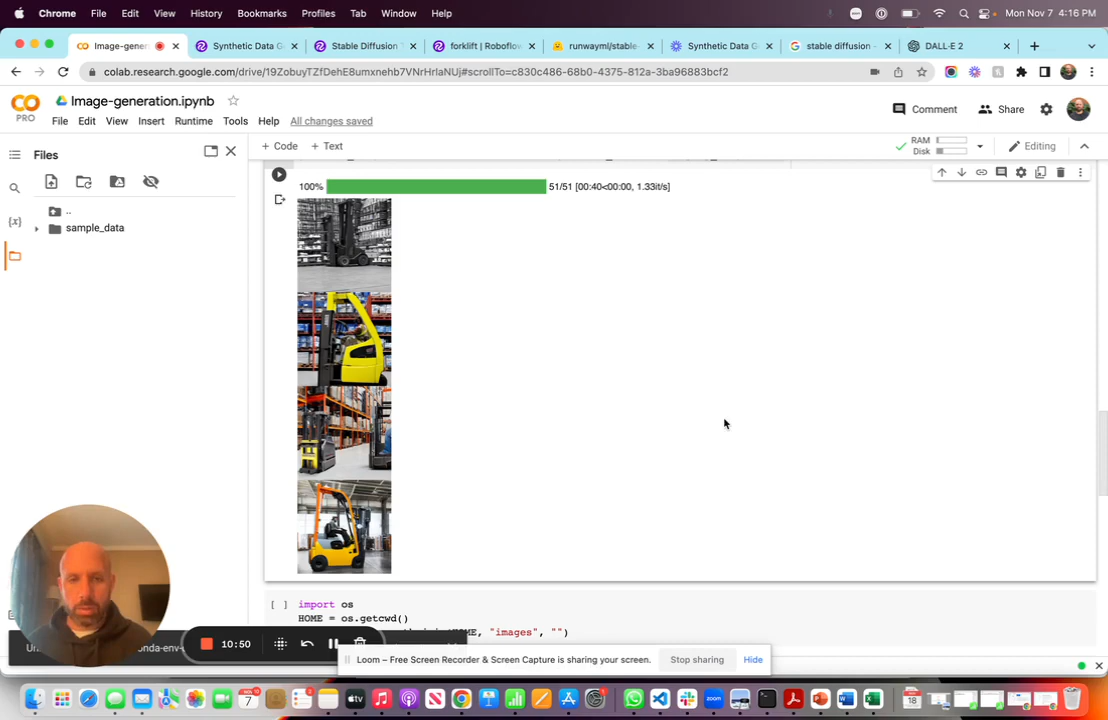 Chrome File Edit View History Bookmarks Profiles Tab Window Help Mon Nov 7 4:16 PM
Image-gener Synthetic Data G Stable Diffusion T forklift | Roboflow runwayml/stable- Synthetic Data G stable diffusion - DALL·E 2
colab.research.google.com/drive/19ZobuyTZfDehE8umxnehb7VNrHrlaNUj#scrollTo=c830c486-68b0-4375-812a-3ba96883bcf2
Image-generation.ipynb
PRO
File Edit View Insert Runtime Tools Help All changes saved
Comment Share
+ Code + Text
RAM
Disk
Editing
Files
..
{x}
sample_data
100% 51/51 [00:40<00:00, 1.33it/s]
[ ] import os
HOME = os.getcwd()
"images", "")
10:50
Loom – Free Screen Recorder & Screen Capture is sharing your screen. Stop sharing Hide
NOV
7
18
zoom